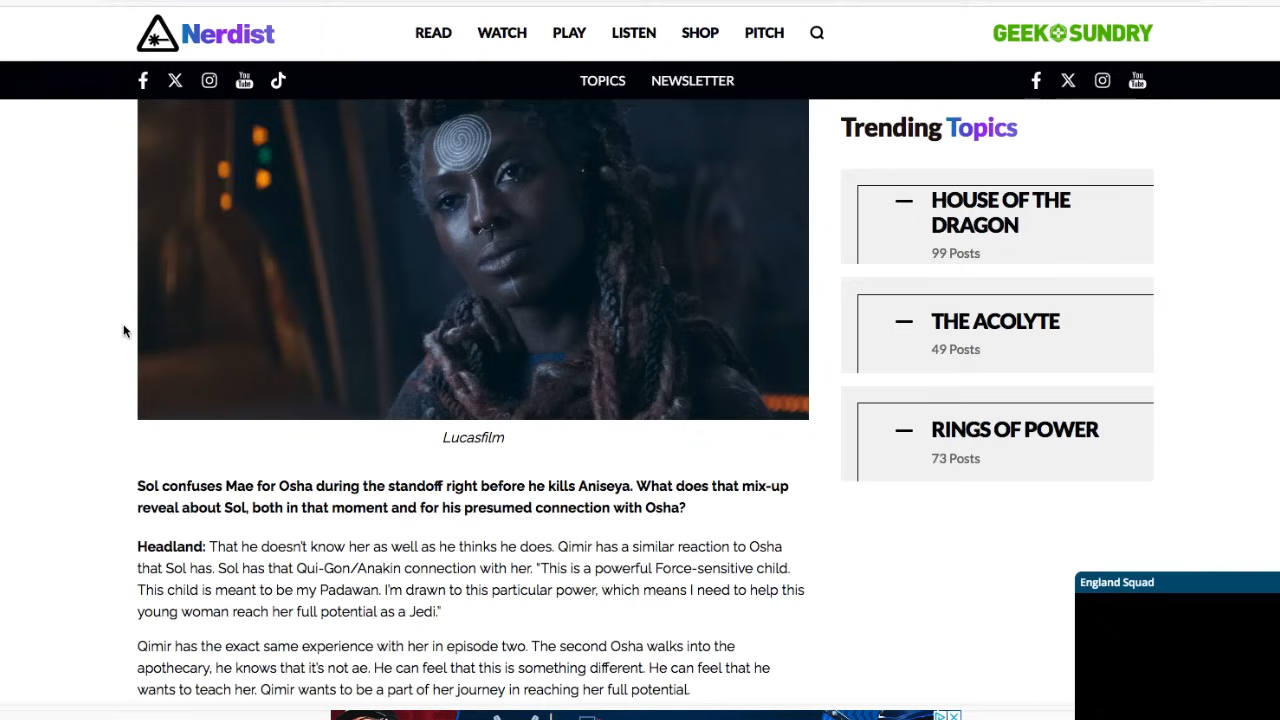 Nerdist
READ WATCH PLAY LISTEN SHOP PITCH
GEEK & SUNDRY
You Tube
TOPICS NEWSLETTER
You Tube
Trending Topics
HOUSE OF THE
DRAGON
99 Posts
THE ACOLYTE
49 Posts
RINGS OF POWER
73 Posts
Lucasfilm
Sol confuses Mae for Osha during the standoff right before he kills Aniseya. What does that mix-up
reveal about Sol, both in that moment and for his presumed connection with Osha?
Headland: That he doesn't know her as well as he thinks he does. Qimir has a similar reaction to Osha
that Sol has. Sol has that Qui-Gon/Anakin connection with her. "This is a powerful Force-sensitive child.
This child is meant to be my Padawan. I'm drawn to this particular power, which means I need to help this
young woman reach her full potential as a Jedi."
Qimir has the exact same experience with her in episode two. The second Osha walks into the
apothecary, he knows that it's not ae. He can feel that this is something different. He can feel that he
wants to teach her. Qimir wants to be a part of her journey in reaching her full potential.
England Squad